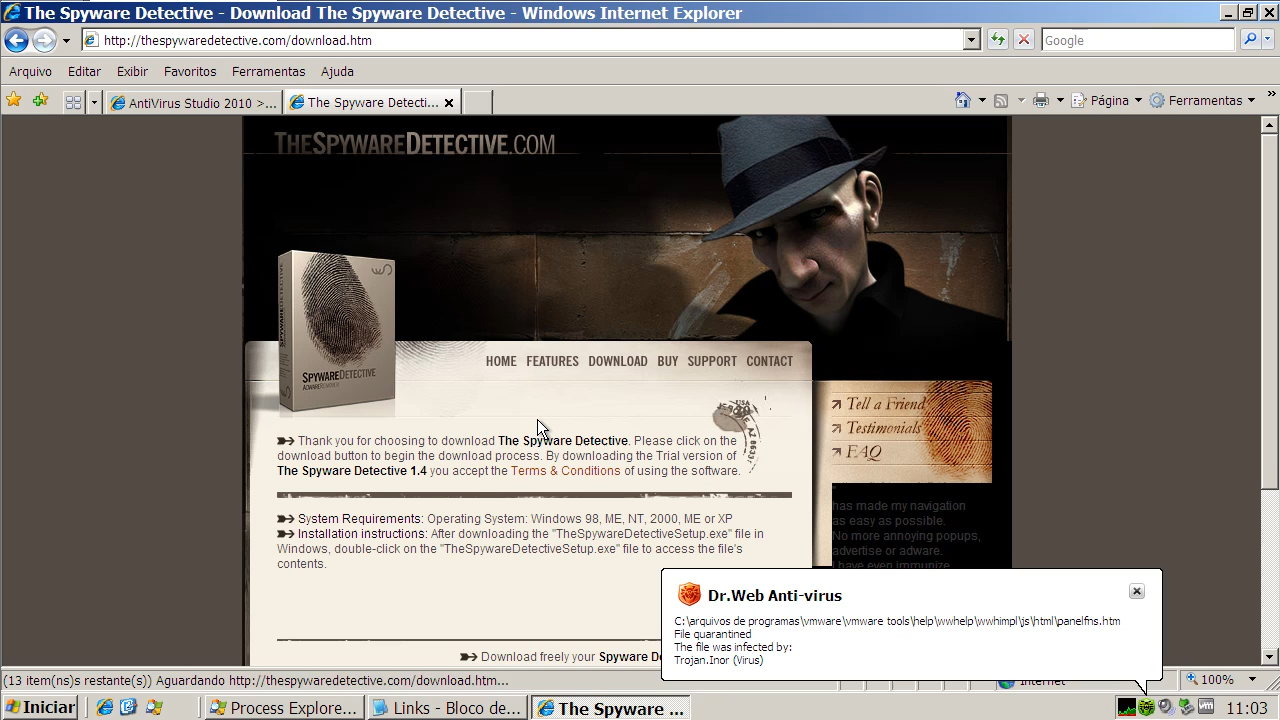 The Spyware Detective - Download The Spyware Detective - Windows Internet Explorer
http://thespywaredetective.com/download.htm
Google
Arquivo Editar Exibir Favoritos Ferramentas Ajuda
AntiVirus Studio 2010 >...
The Spyware Detecti...
Página
Ferramentas
THESPYWAREDETECTIVE.COM
SPYWAREDETECTIVE
SPYWAREDETECTIVE
ADWAREREMOVER
HOME FEATURES DOWNLOAD BUY SUPPORT CONTACT
Tell a Friend
Testimonials
FAQ
Thank you for choosing to download The Spyware Detective. Please click on the
download button to begin the download process. By downloading the Trial version of
The Spyware Detective 1.4 you accept the Terms & Conditions of using the software.
System Requirements: Operating System: Windows 98, ME, NT, 2000, ME or XP
Installation instructions: After downloading the "TheSpywareDetectiveSetup.exe" file in
Windows, double-click on the "TheSpywareDetectiveSetup.exe" file to access the file's
contents.
has made my navigation
as easy as possible.
No more annoying popups,
advertise or adware.
I have even immunize
Download freely your Spyware De
Dr.Web Anti-virus
C:\arquivos de programas\vmware\vmware tools\help\wwhelp\wwhimpl\js\html\panelfns.htm
File quarantined
The file was infected by:
Trojan.Inor (Virus)
(13 item(ns)s restante(s)) Aguardando http://thespywaredetective.com/download.htm...
Internet
100%
Iniciar
Process Explore...
Links - Bloco de...
The Spyware ...
11:03